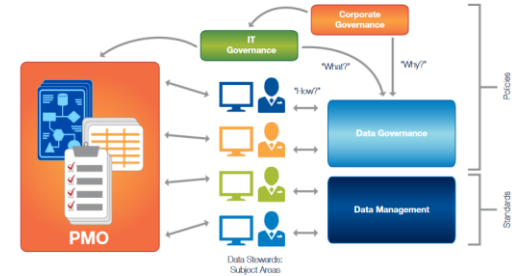 Corporate
Governance
IT
Governance
"What?"
"Why?"
"How?"
Policies
Data Governance
Data Management
Standards
PMO
Data Stewards:
Subject Areas